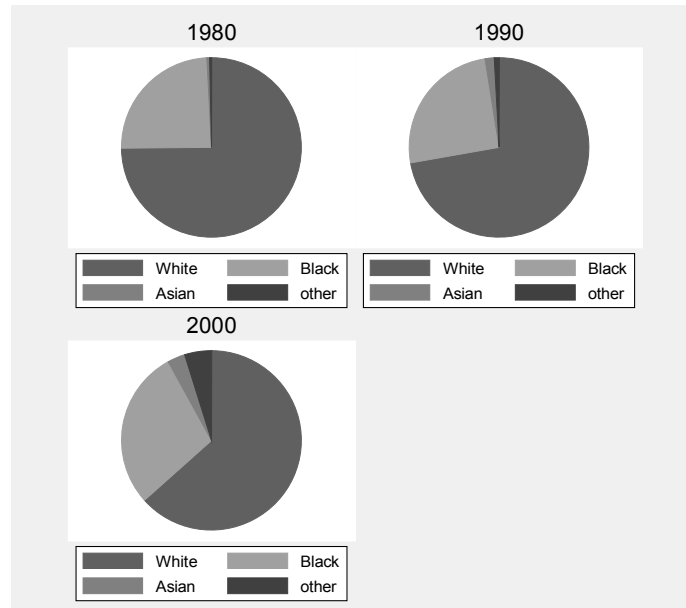 1980
1990
White Black
Asian other
White Black
Asian other
2000
White Black
Asian other